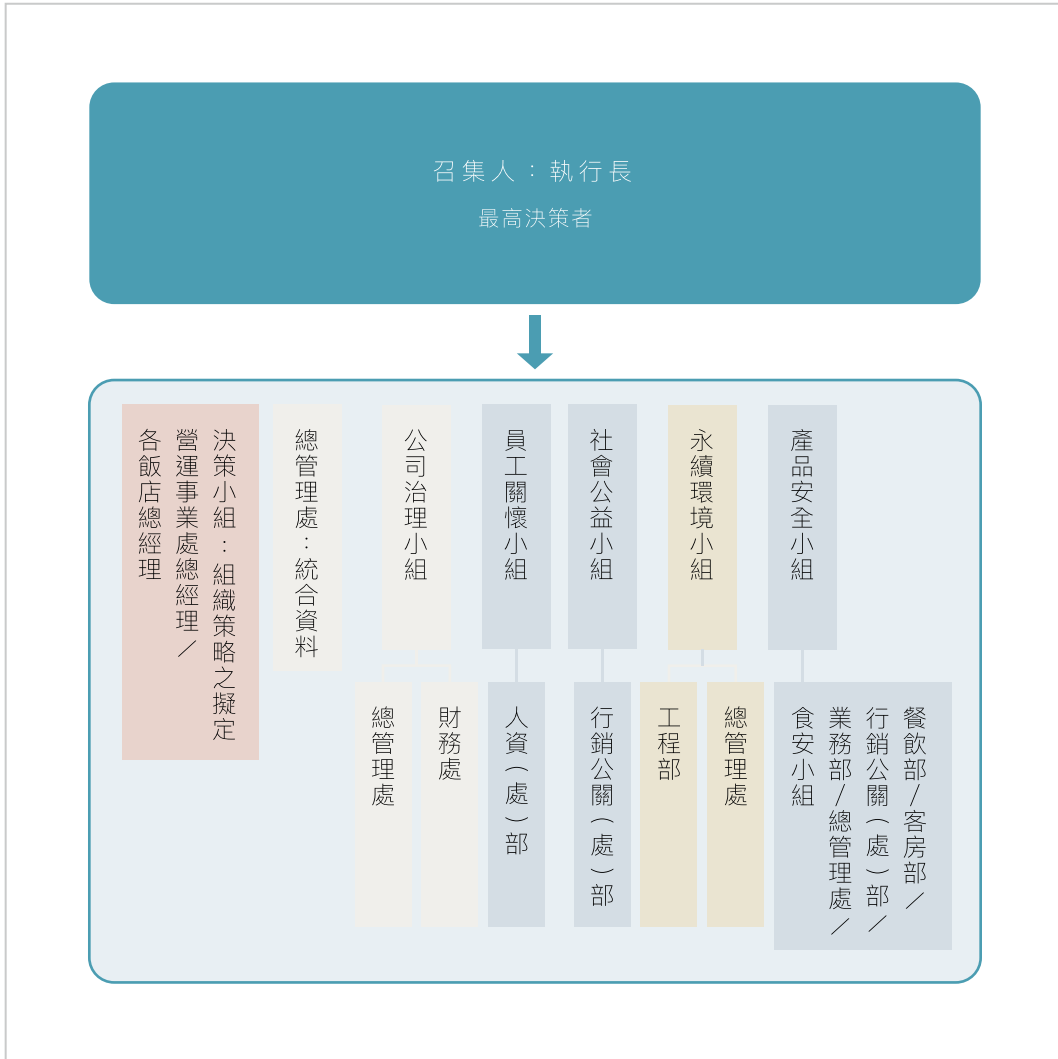 召集人：執行長
最高決策者
決策小組：組織策略之擬定
營運事業處總經理／
各飯店總經理
總管理處：統合資料
公司治理小組
員工關懷小組
社會公益小組
永續環境小組
產品安全小組
總管理處
財務處
人資(處)部
行銷公關(處)部
工程部
總管理處
餐飲部/客房部／
行銷公關(處)部／
業務部/總管理處／
食安小組